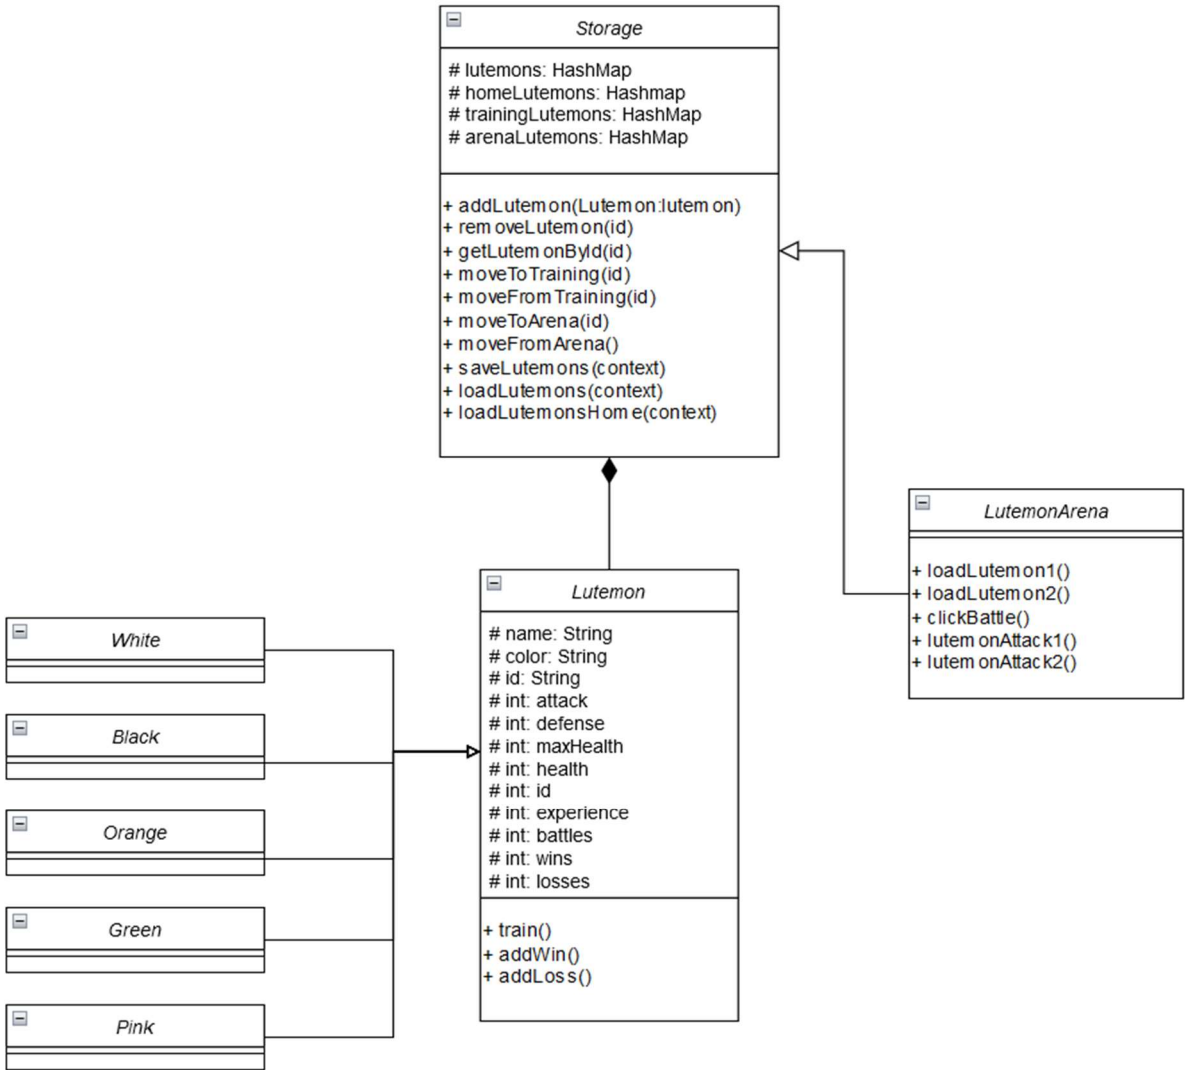 Storage
# lutemons: HashMap
# homeLutemons: Hashmap
# trainingLutemons: HashMap
# arenaLutemons: HashMap
+ addLutemon(Lutemon:lutemon)
+ removeLutemon(id)
+ getLutemonById(id)
+ moveToTraining(id)
+ moveFromTraining(id)
+ moveToArena(id)
+ moveFromArena()
+ saveLutemons(context)
+ loadLutemons(context)
+ loadLutemonsHome(context)
LutemonArena
+ loadLutemon1()
+ loadLutemon2()
+ clickBattle()
+ lutemonAttack1()
+ lutemonAttack2()
Lutemon
# name: String
# color: String
# id: String
# int: attack
# int: defense
# int: maxHealth
# int: health
# int: id
# int: experience
# int: battles
# int: wins
# int: losses
+ train()
+ addWin()
+ addLoss()
White
Black
Orange
Green
Pink